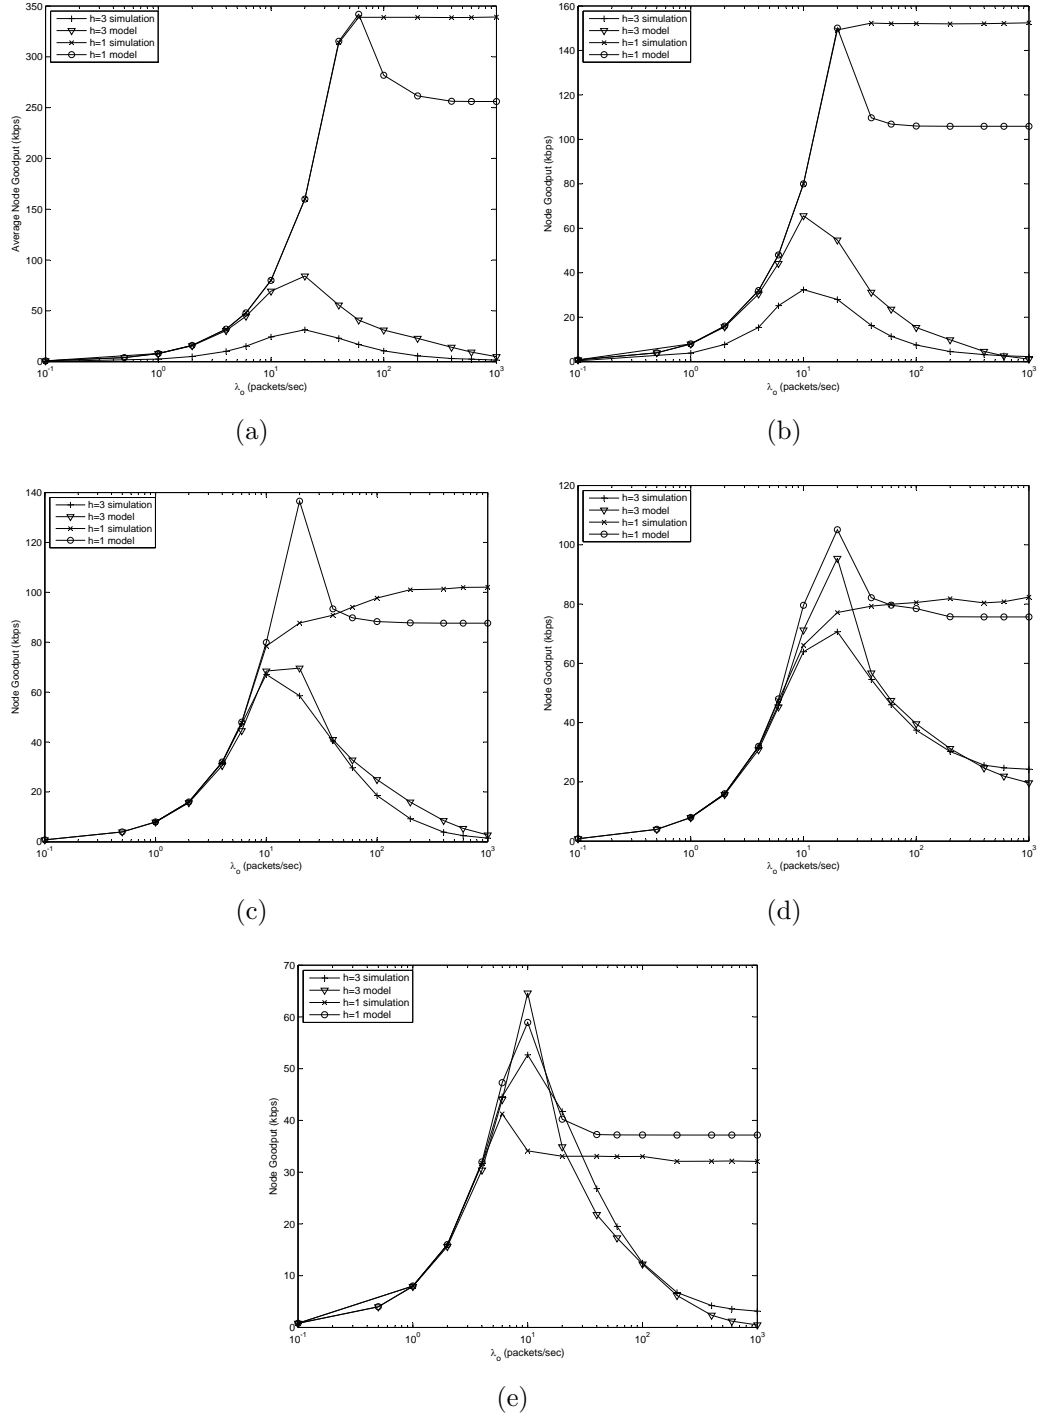 350
300
250
200
150
100
50
0
Average Node Goodput (kbps)
h=3 simulation
h=3 model
h=1 simulation
h=1 model
10^-1 10^0 10^1 10^2 10^3
λ_o (packets/sec)
(a)
160
140
120
100
80
60
40
20
0
Node Goodput (kbps)
h=3 simulation
h=3 model
h=1 simulation
h=1 model
10^-1 10^0 10^1 10^2 10^3
λ_o (packets/sec)
(b)
140
120
100
80
60
40
20
0
Node Goodput (kbps)
h=3 simulation
h=3 model
h=1 simulation
h=1 model
10^-1 10^0 10^1 10^2 10^3
λ_o (packets/sec)
(c)
120
100
80
60
40
20
0
Node Goodput (kbps)
h=3 simulation
h=3 model
h=1 simulation
h=1 model
10^-1 10^0 10^1 10^2 10^3
λ_o (packets/sec)
(d)
70
60
50
40
30
20
10
0
Node Goodput (kbps)
h=3 simulation
h=3 model
h=1 simulation
h=1 model
10^-1 10^0 10^1 10^2 10^3
λ_o (packets/sec)
(e)